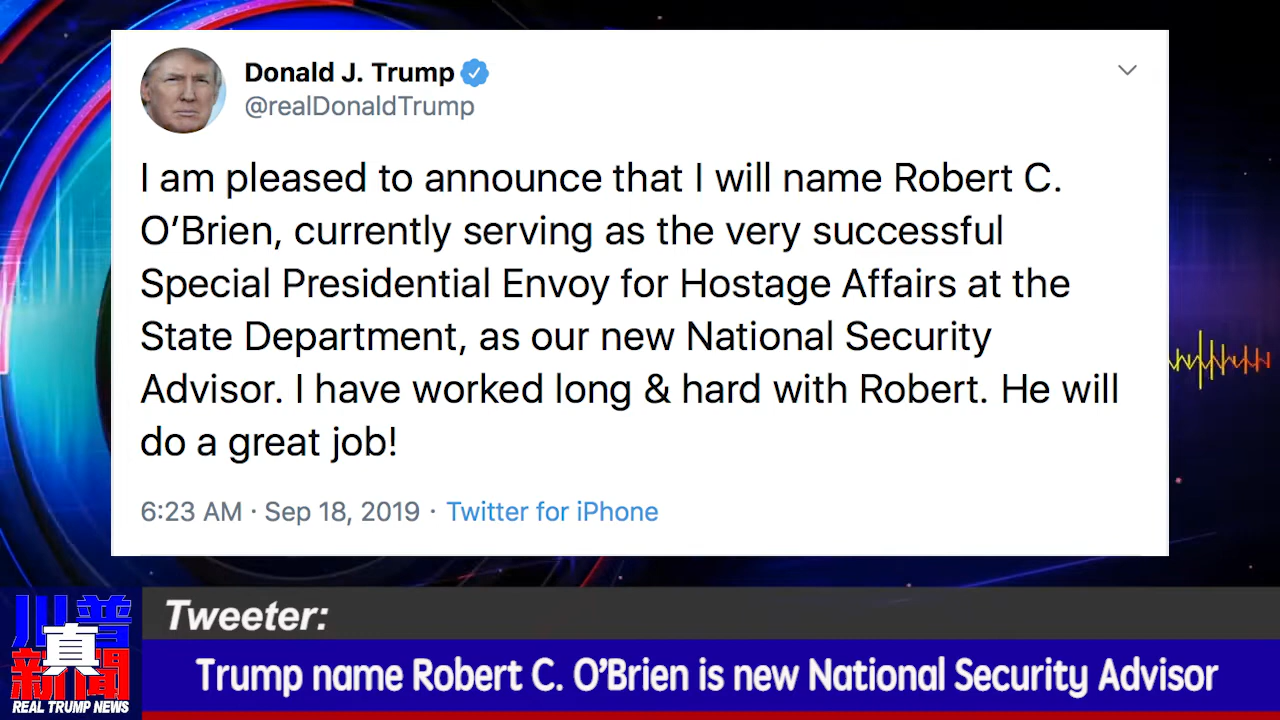 Donald J. Trump
@realDonaldTrump
I am pleased to announce that I will name Robert C.
O’Brien, currently serving as the very successful
Special Presidential Envoy for Hostage Affairs at the
State Department, as our new National Security
Advisor. I have worked long & hard with Robert. He will
do a great job!
6:23 AM · Sep 18, 2019 · Twitter for iPhone
Tweeter:
Trump name Robert C. O’Brien is new National Security Advisor
川普
真
新聞
REAL TRUMP NEWS